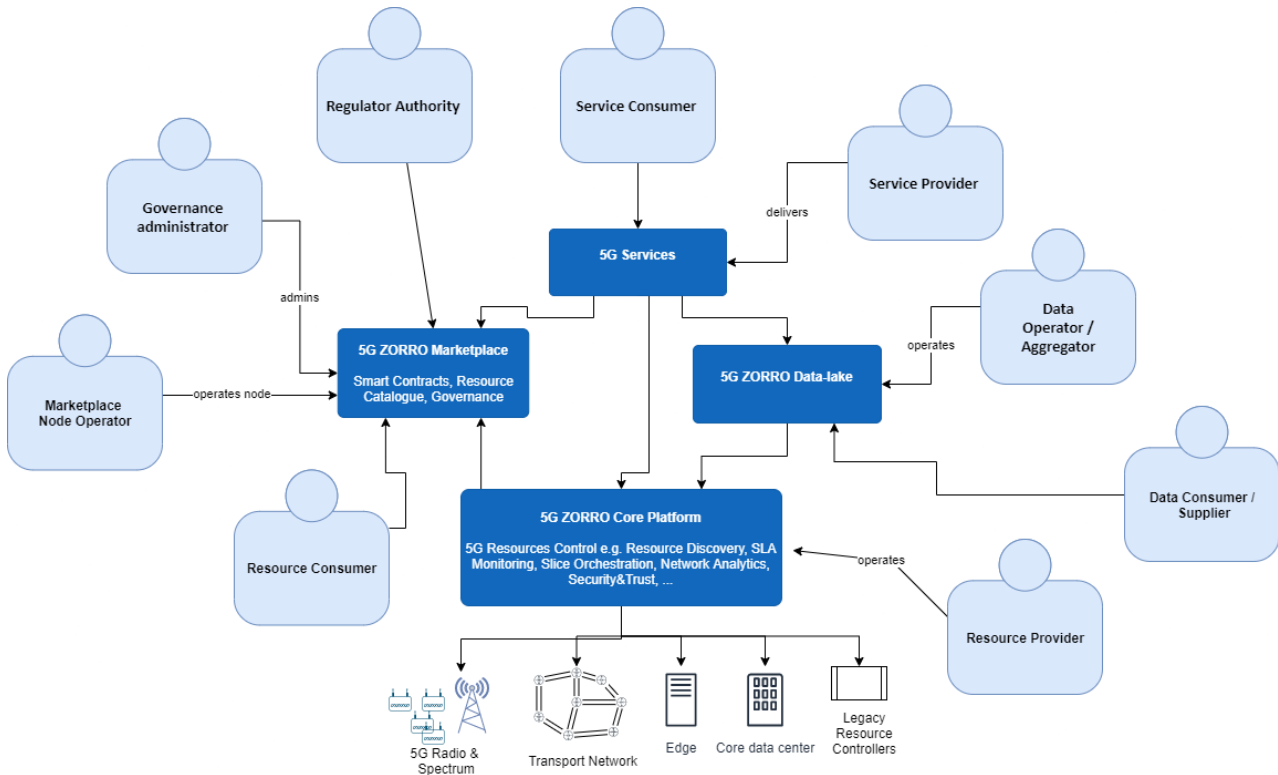 Regulator Authority
Service Consumer
Service Provider
Governance
administrator
delivers
5G Services
admins
Data
Operator /
Aggregator
operates
5G ZORRO Marketplace
Smart Contracts, Resource
Catalogue, Governance
5G ZORRO Data-lake
operates node
Marketplace
Node Operator
Data Consumer /
Supplier
5G ZORRO Core Platform
5G Resources Control e.g. Resource Discovery, SLA
Monitoring, Slice Orchestration, Network Analytics,
Security&Trust, ...
operates
Resource Consumer
Resource Provider
5G Radio &
Spectrum
Transport Network
Edge
Core data center
Legacy
Resource
Controllers